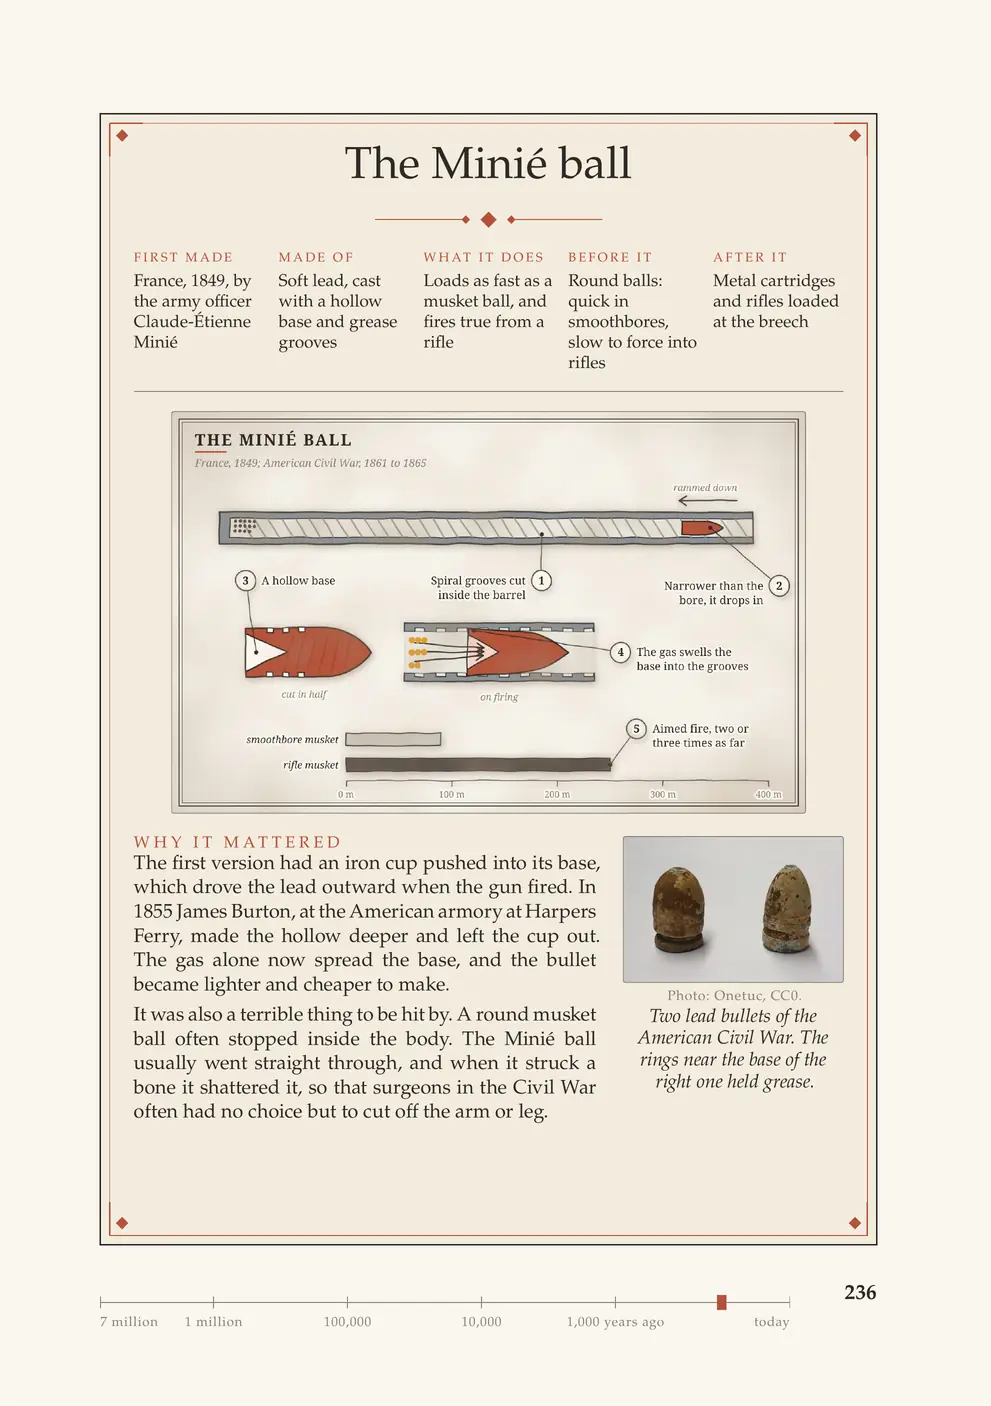 The Minié ball
FIRST MADE
France, 1849, by
the army officer
Claude-Étienne
Minié
MADE OF
Soft lead, cast
with a hollow
base and grease
grooves
WHAT IT DOES
Loads as fast as a
musket ball, and
fires true from a
rifle
BEFORE IT
Round balls:
quick in
smoothbores,
slow to force into
rifles
AFTER IT
Metal cartridges
and rifles loaded
at the breech
THE MINIÉ BALL
France, 1849; American Civil War, 1861 to 1865
rammed down
3 A hollow base
Spiral grooves cut 1
inside the barrel
Narrower than the 2
bore, it drops in
4 The gas swells the
base into the grooves
cut in half
on firing
5 Aimed fire, two or
three times as far
smoothbore musket
rifle musket
0 m 100 m 200 m 300 m 400 m
WHY IT MATTERED
The first version had an iron cup pushed into its base,
which drove the lead outward when the gun fired. In
1855 James Burton, at the American armory at Harpers
Ferry, made the hollow deeper and left the cup out.
The gas alone now spread the base, and the bullet
became lighter and cheaper to make.
It was also a terrible thing to be hit by. A round musket
ball often stopped inside the body. The Minié ball
usually went straight through, and when it struck a
bone it shattered it, so that surgeons in the Civil War
often had no choice but to cut off the arm or leg.
Photo: Onetuc, CC0.
Two lead bullets of the
American Civil War. The
rings near the base of the
right one held grease.
236
7 million 1 million 100,000 10,000 1,000 years ago today